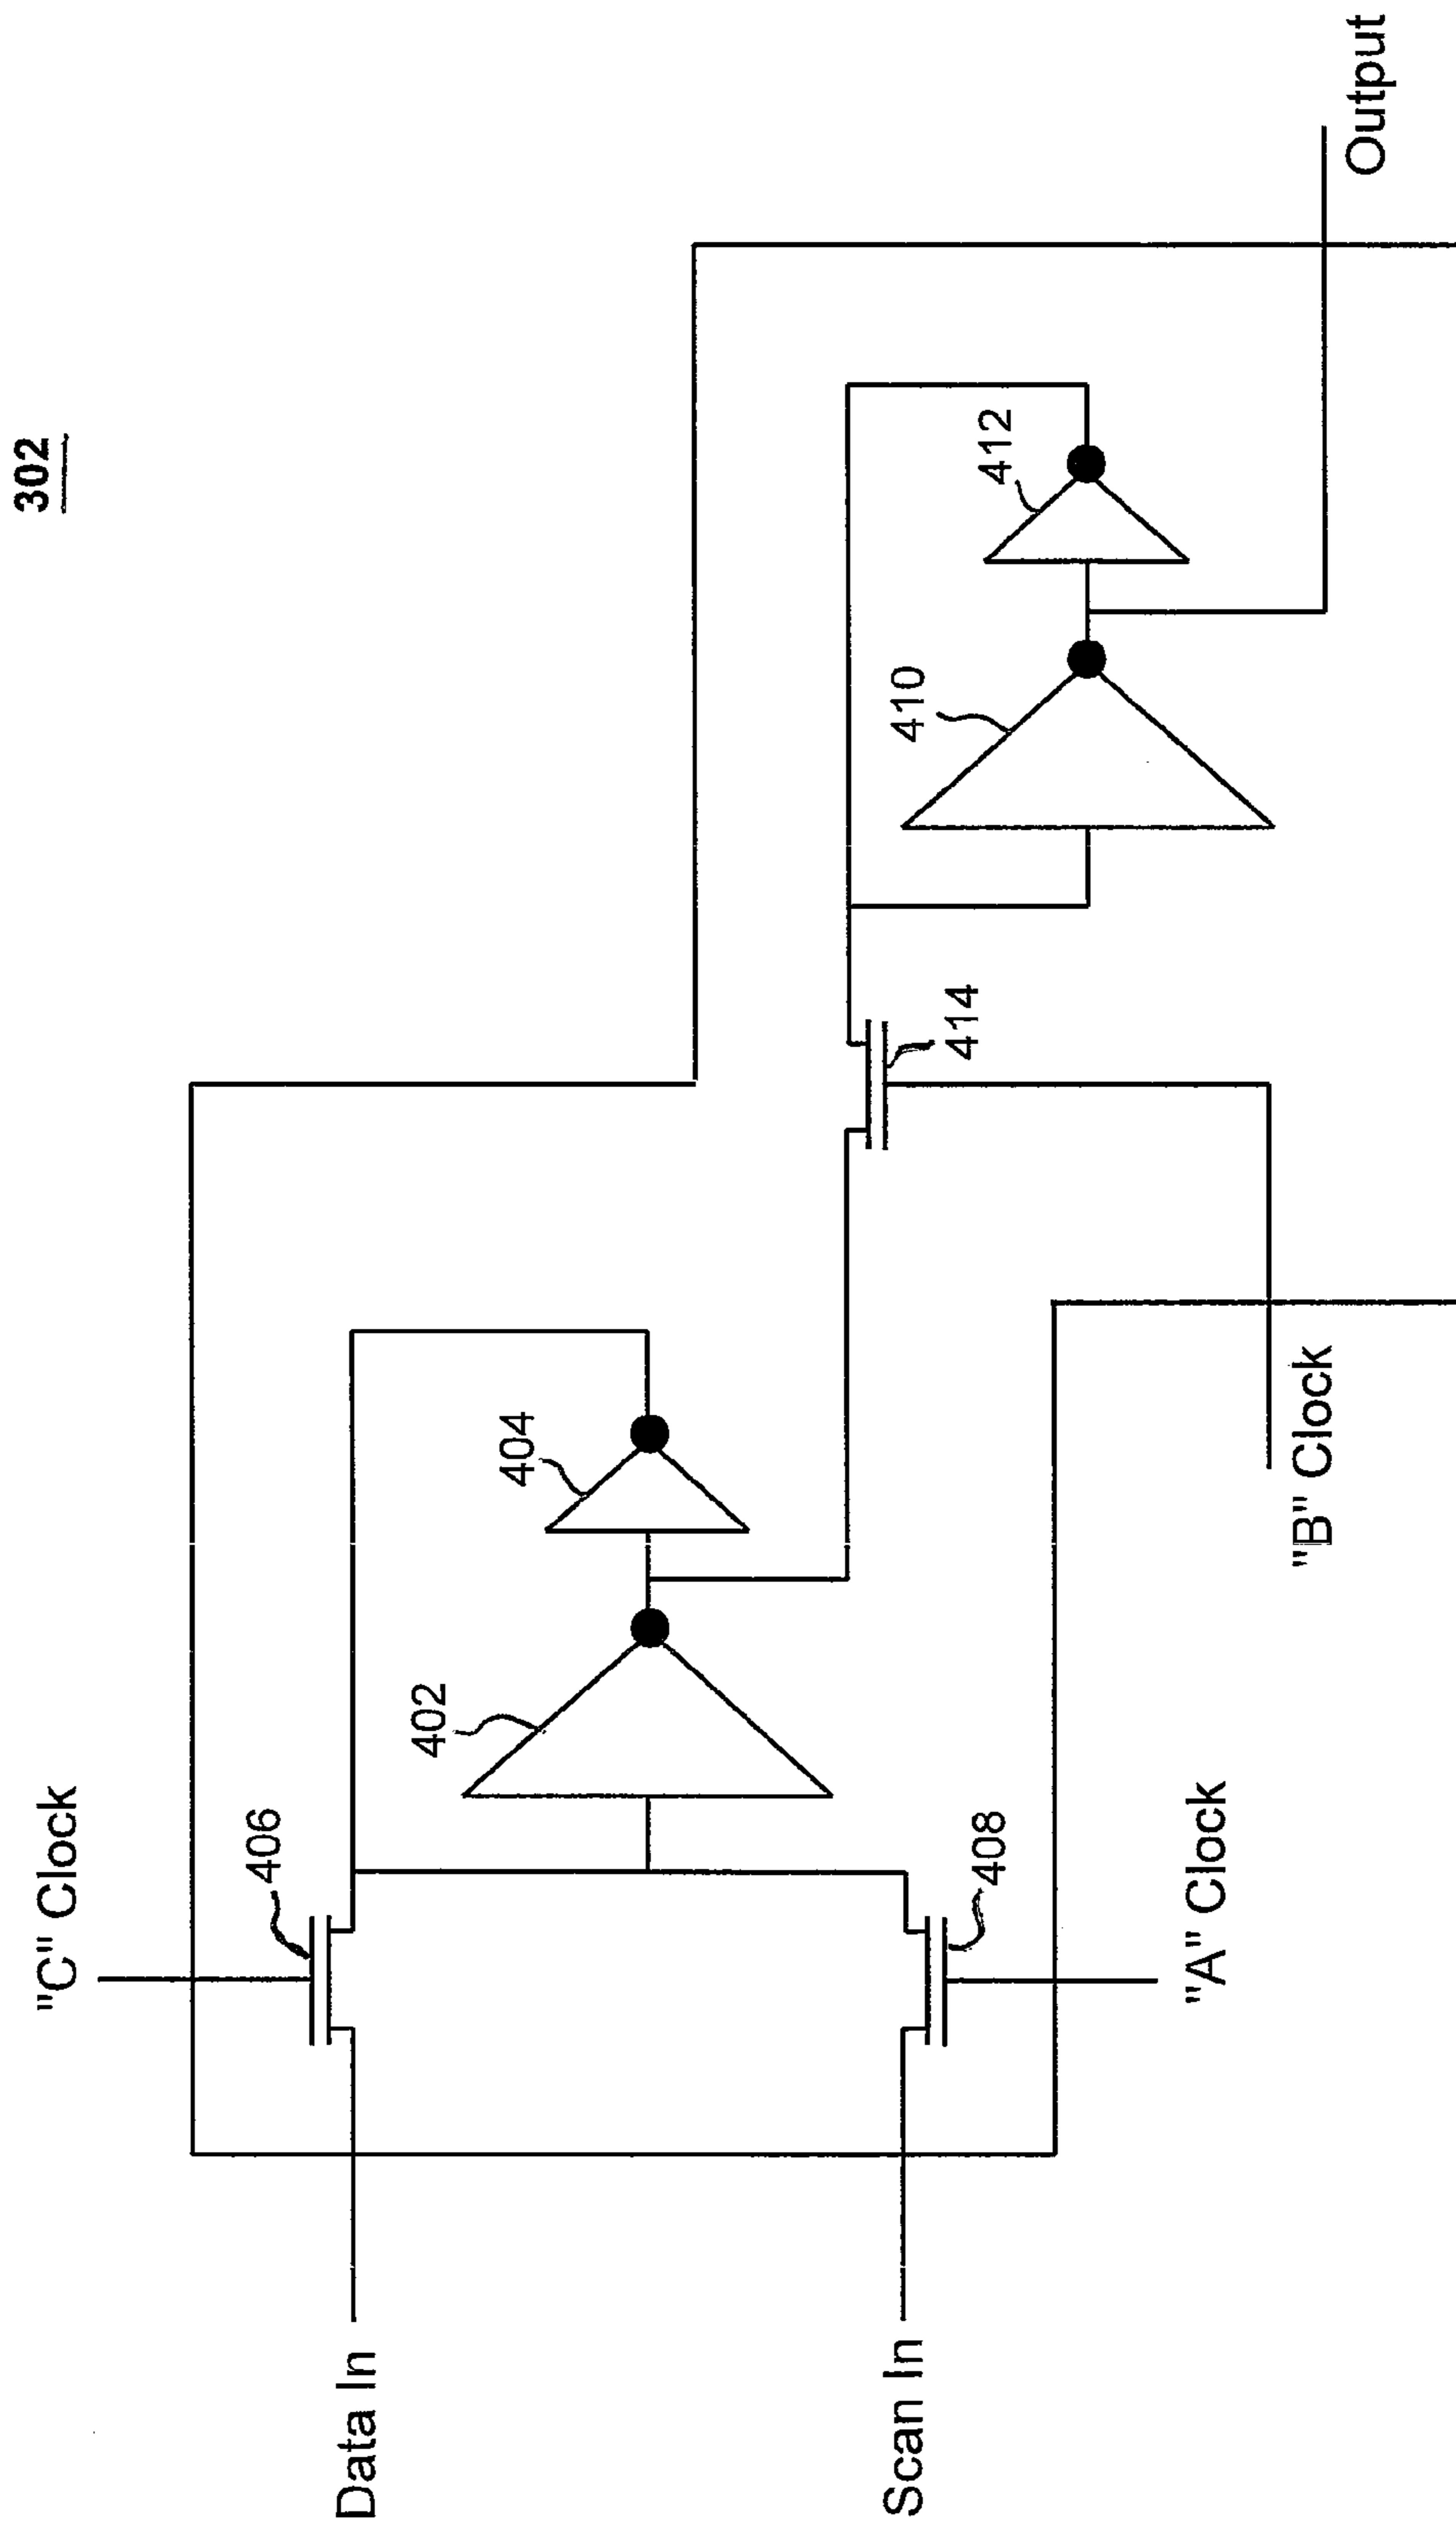 302
"C" Clock
406
Data In
402
404
408
Scan In
"A" Clock
414
"B" Clock
410
412
Output